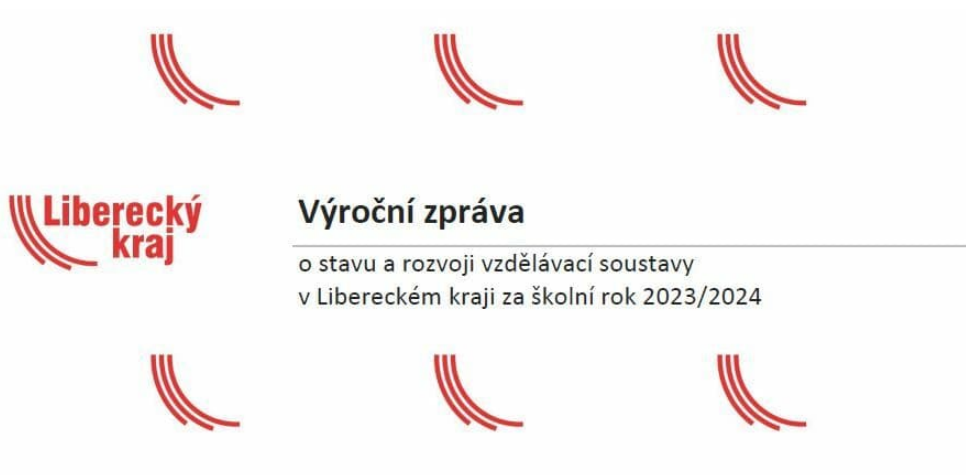 Liberecký
kraj
Výroční zpráva
o stavu a rozvoji vzdělávací soustavy
v Libereckém kraji za školní rok 2023/2024